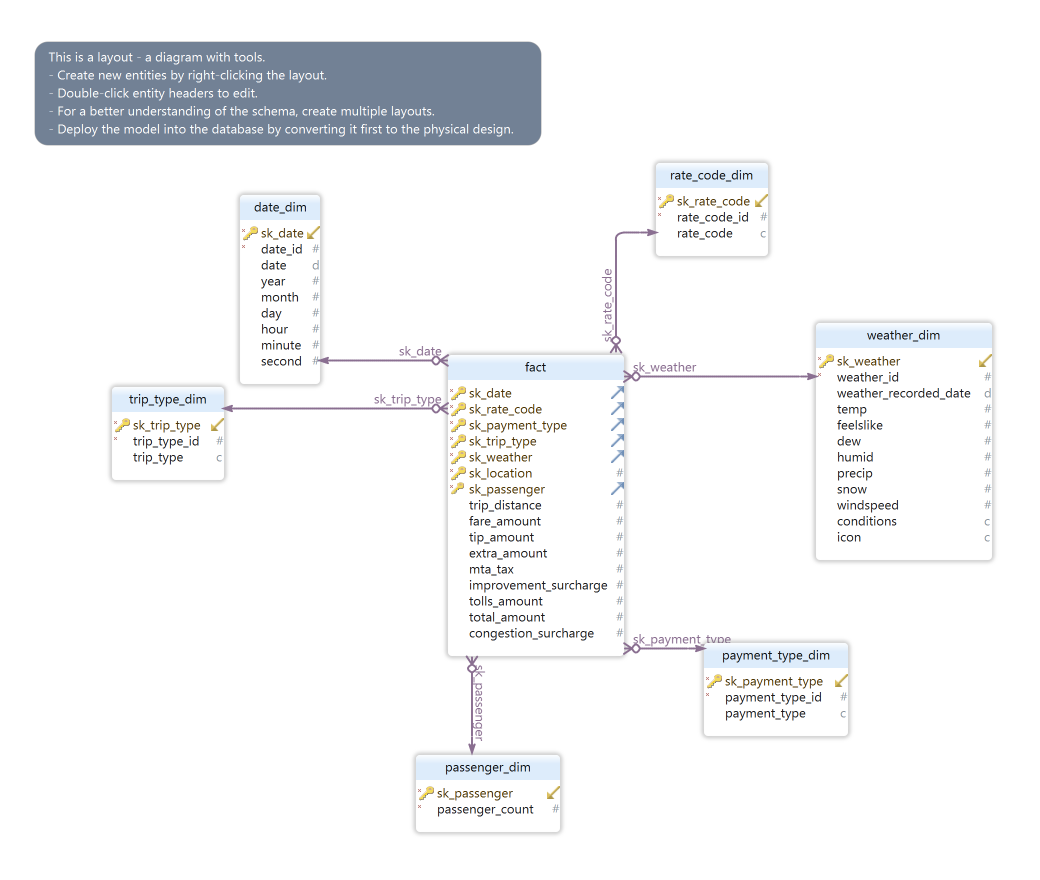 This is a layout - a diagram with tools.
- Create new entities by right-clicking the layout.
- Double-click entity headers to edit.
- For a better understanding of the schema, create multiple layouts.
- Deploy the model into the database by converting it first to the physical design.
rate_code_dim
sk_rate_code
rate_code_id #
rate_code c
date_dim
sk_date
date_id #
date d
year #
month #
day #
hour #
minute #
second #
sk_rate_code
sk_date
sk_weather
weather_dim
sk_weather
weather_id #
weather_recorded_date d
temp #
feelslike #
dew #
humid #
precip #
snow #
windspeed #
conditions c
icon c
trip_type_dim
sk_trip_type
trip_type_id #
trip_type c
sk_trip_type
fact
sk_date
sk_rate_code
sk_payment_type
sk_trip_type
sk_weather
sk_location #
sk_passenger
trip_distance #
fare_amount #
tip_amount #
extra_amount #
mta_tax #
improvement_surcharge #
tolls_amount #
total_amount #
congestion_surcharge #
sk_payment_type
payment_type_dim
sk_payment_type
payment_type_id #
payment_type c
sk_passenger
passenger_dim
sk_passenger
passenger_count #